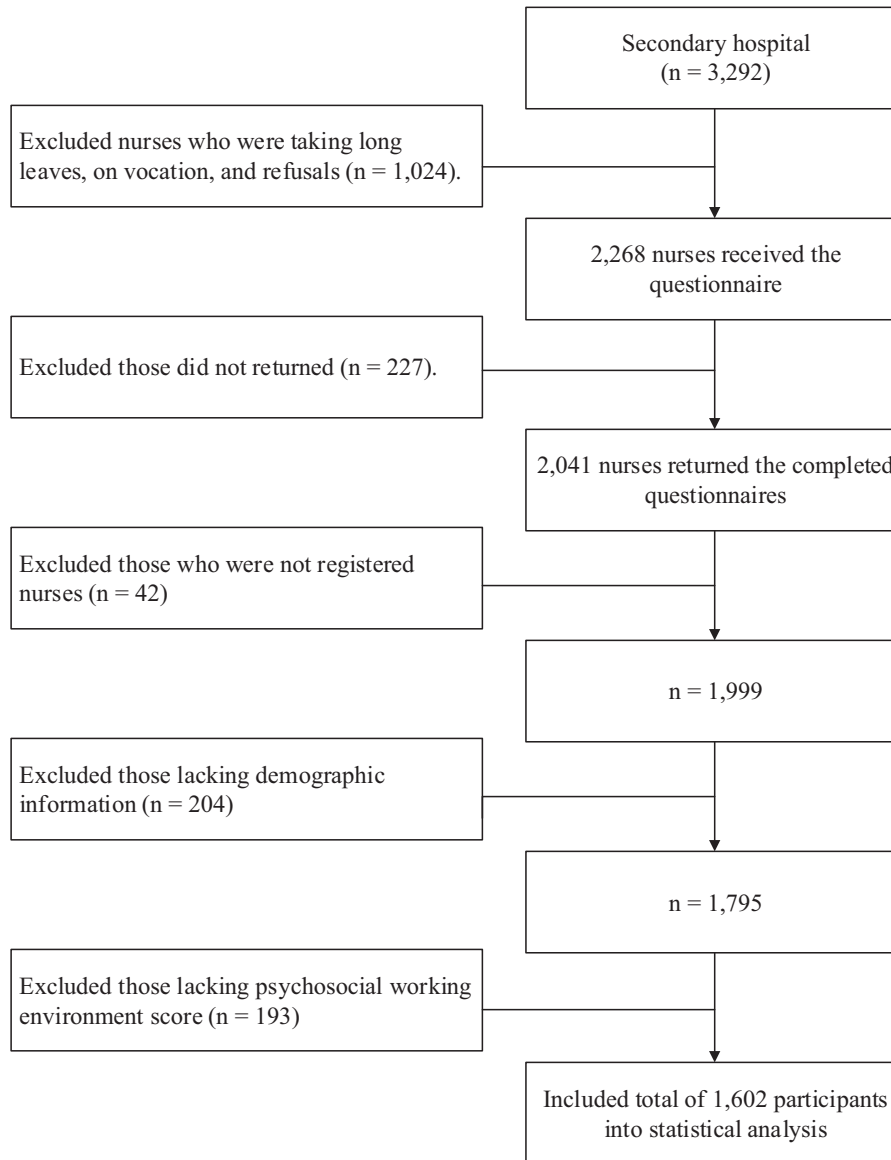 Secondary hospital
(n = 3,292)
Excluded nurses who were taking long
leaves, on vocation, and refusals (n = 1,024).
2,268 nurses received the
questionnaire
Excluded those did not returned (n = 227).
2,041 nurses returned the completed
questionnaires
Excluded those who were not registered
nurses (n = 42)
n = 1,999
Excluded those lacking demographic
information (n = 204)
n = 1,795
Excluded those lacking psychosocial working
environment score (n = 193)
Included total of 1,602 participants
into statistical analysis